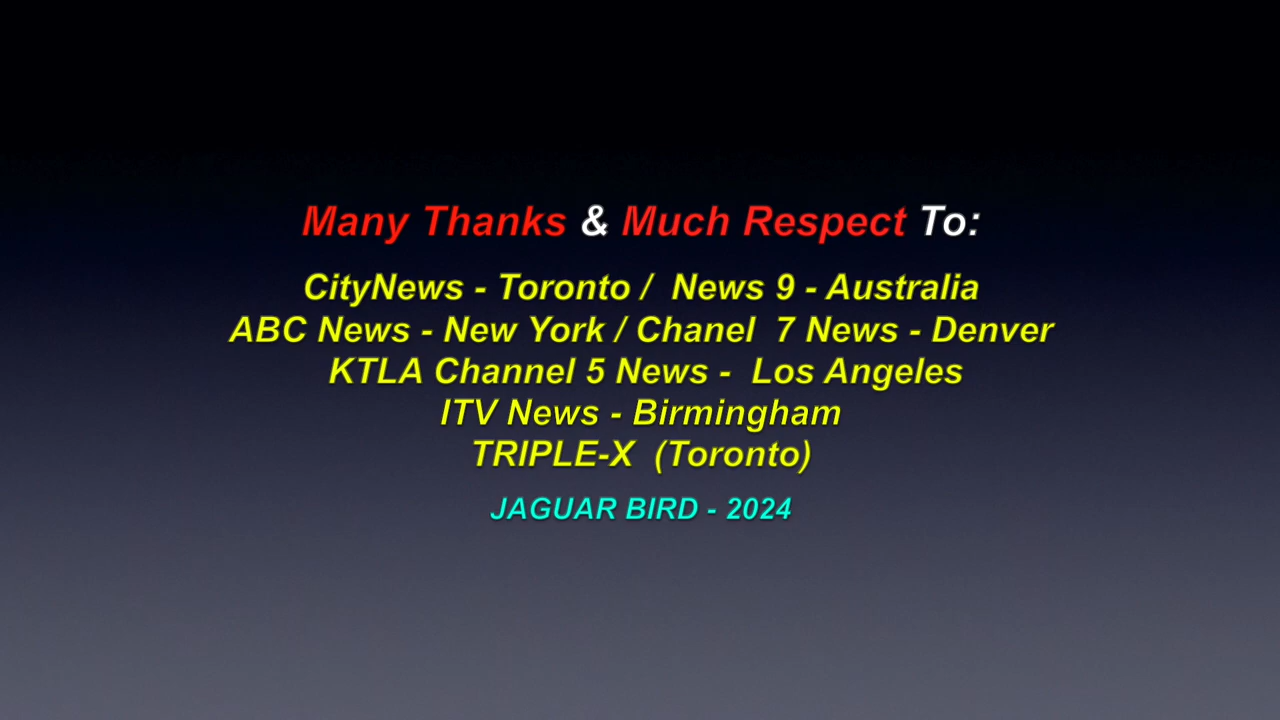 Many Thanks & Much Respect To:
CityNews - Toronto / News 9 - Australia
ABC News - New York / Chanel 7 News - Denver
KTLA Channel 5 News - Los Angeles
ITV News - Birmingham
TRIPLE-X (Toronto)
JAGUAR BIRD - 2024